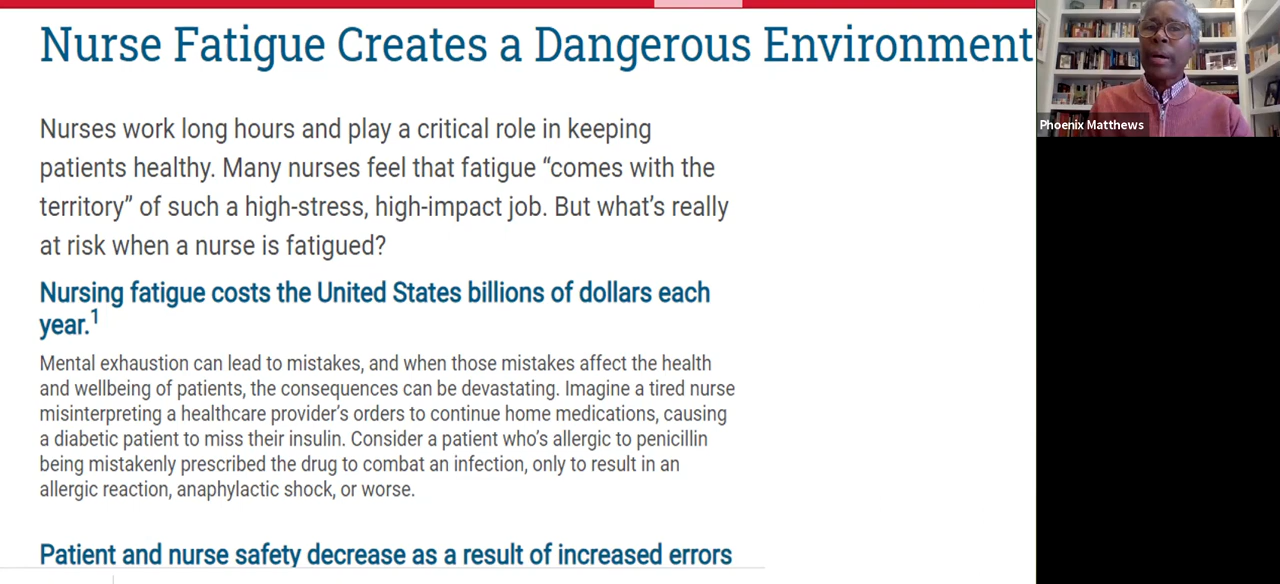 Nurse Fatigue Creates a Dangerous Environment
Nurses work long hours and play a critical role in keeping
patients healthy. Many nurses feel that fatigue “comes with the
territory” of such a high-stress, high-impact job. But what’s really
at risk when a nurse is fatigued?
Nursing fatigue costs the United States billions of dollars each
year.1
Mental exhaustion can lead to mistakes, and when those mistakes affect the health
and wellbeing of patients, the consequences can be devastating. Imagine a tired nurse
misinterpreting a healthcare provider’s orders to continue home medications, causing
a diabetic patient to miss their insulin. Consider a patient who’s allergic to penicillin
being mistakenly prescribed the drug to combat an infection, only to result in an
allergic reaction, anaphylactic shock, or worse.
Patient and nurse safety decrease as a result of increased errors
Phoenix Matthews